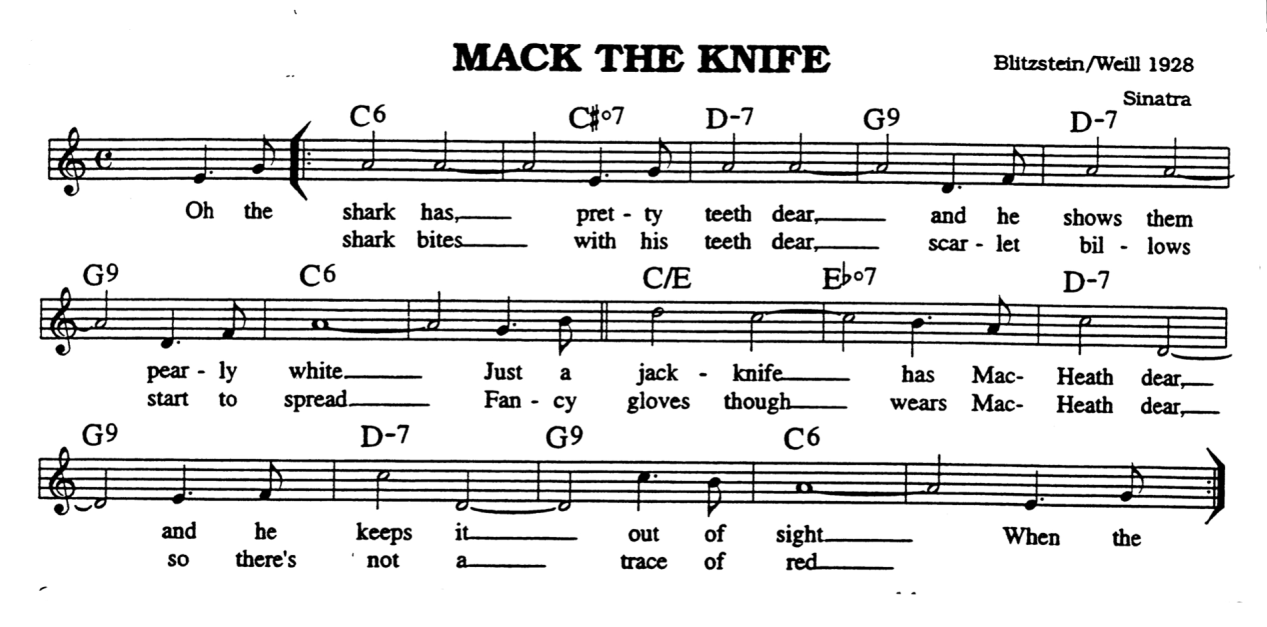 MACK THE KNIFE
Blitzstein/Weill 1928
Sinatra
C6 C#o7 D-7 G9 D-7
Oh the shark has, pret - ty teeth dear, and he shows them
shark bites with his teeth dear, scar - let bil - lows
G9 C6 C/E Ebo7 D-7
pear - ly white Just a jack - knife has Mac- Heath dear,
start to spread Fan - cy gloves though wears Mac- Heath dear,
G9 D-7 G9 C6
and he keeps it out of sight When the
so there's not a trace of red